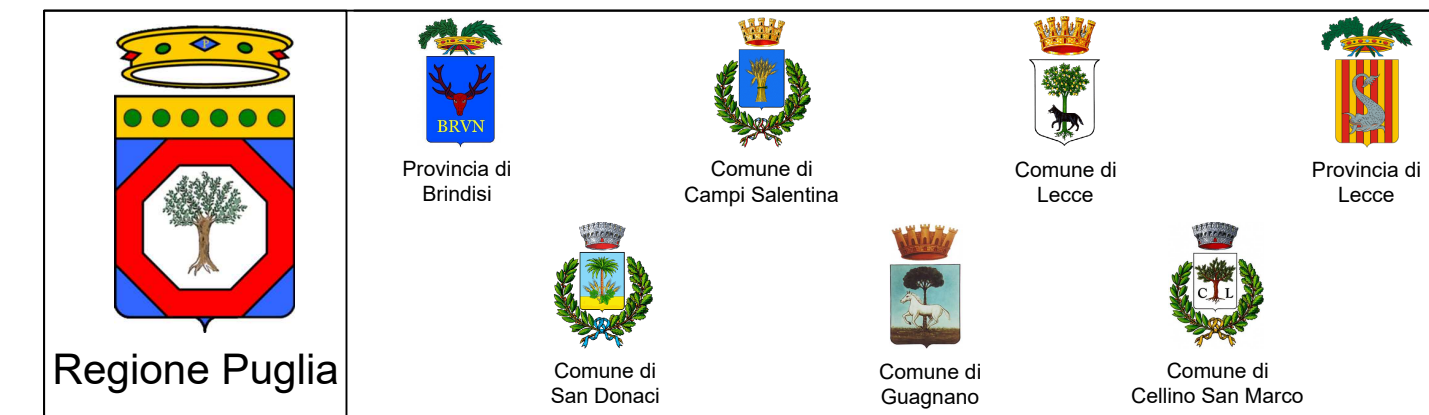 P
Regione Puglia
BRVN
Provincia di
Brindisi
Comune di
Campi Salentina
Comune di
Lecce
Provincia di
Lecce
Comune di
San Donaci
Comune di
Guagnano
C L
Comune di
Cellino San Marco